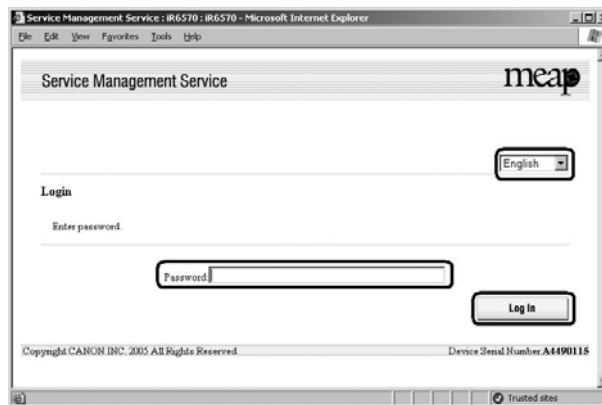 Service Management Service : iR6570 : iR6570 - Microsoft Internet Explorer
File Edit View Favorites Tools Help
Service Management Service
meap
English
Login
Enter password.
Password:
Log In
Copyright CANON INC. 2005 All Rights Reserved
Device Serial Number:A4490115
Trusted sites